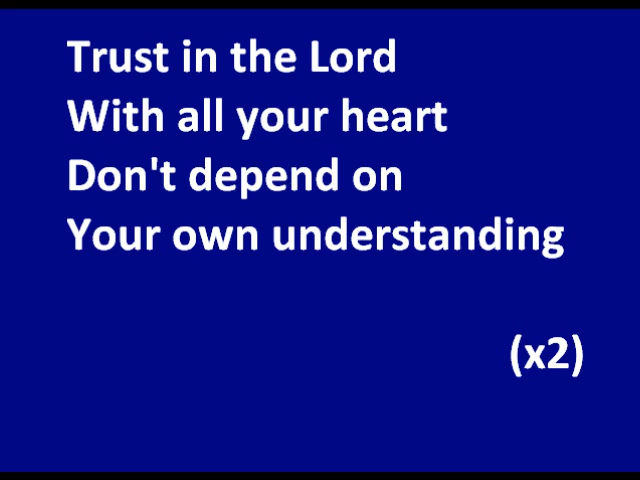 Trust in the Lord
With all your heart
Don't depend on
Your own understanding
(x2)